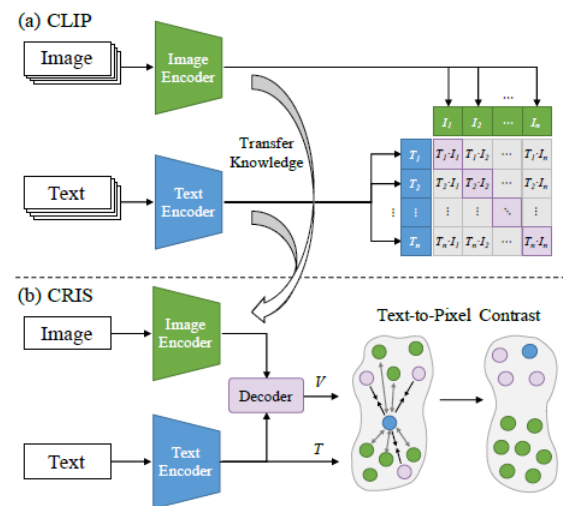 (a) CLIP
Image
Image
Encoder
Transfer
Knowledge
Text
Text
Encoder
...
I1 I2 ... In
T1 T1·I1 T1·I2 ... T1·In
T2 T2·I1 T2·I2 ... T2·In
⋮ ⋮ ⋮ ⋱ ⋮
Tn Tn·I1 Tn·I2 ... Tn·In
(b) CRIS
Image
Image
Encoder
Decoder
Text
Text
Encoder
V
T
Text-to-Pixel Contrast